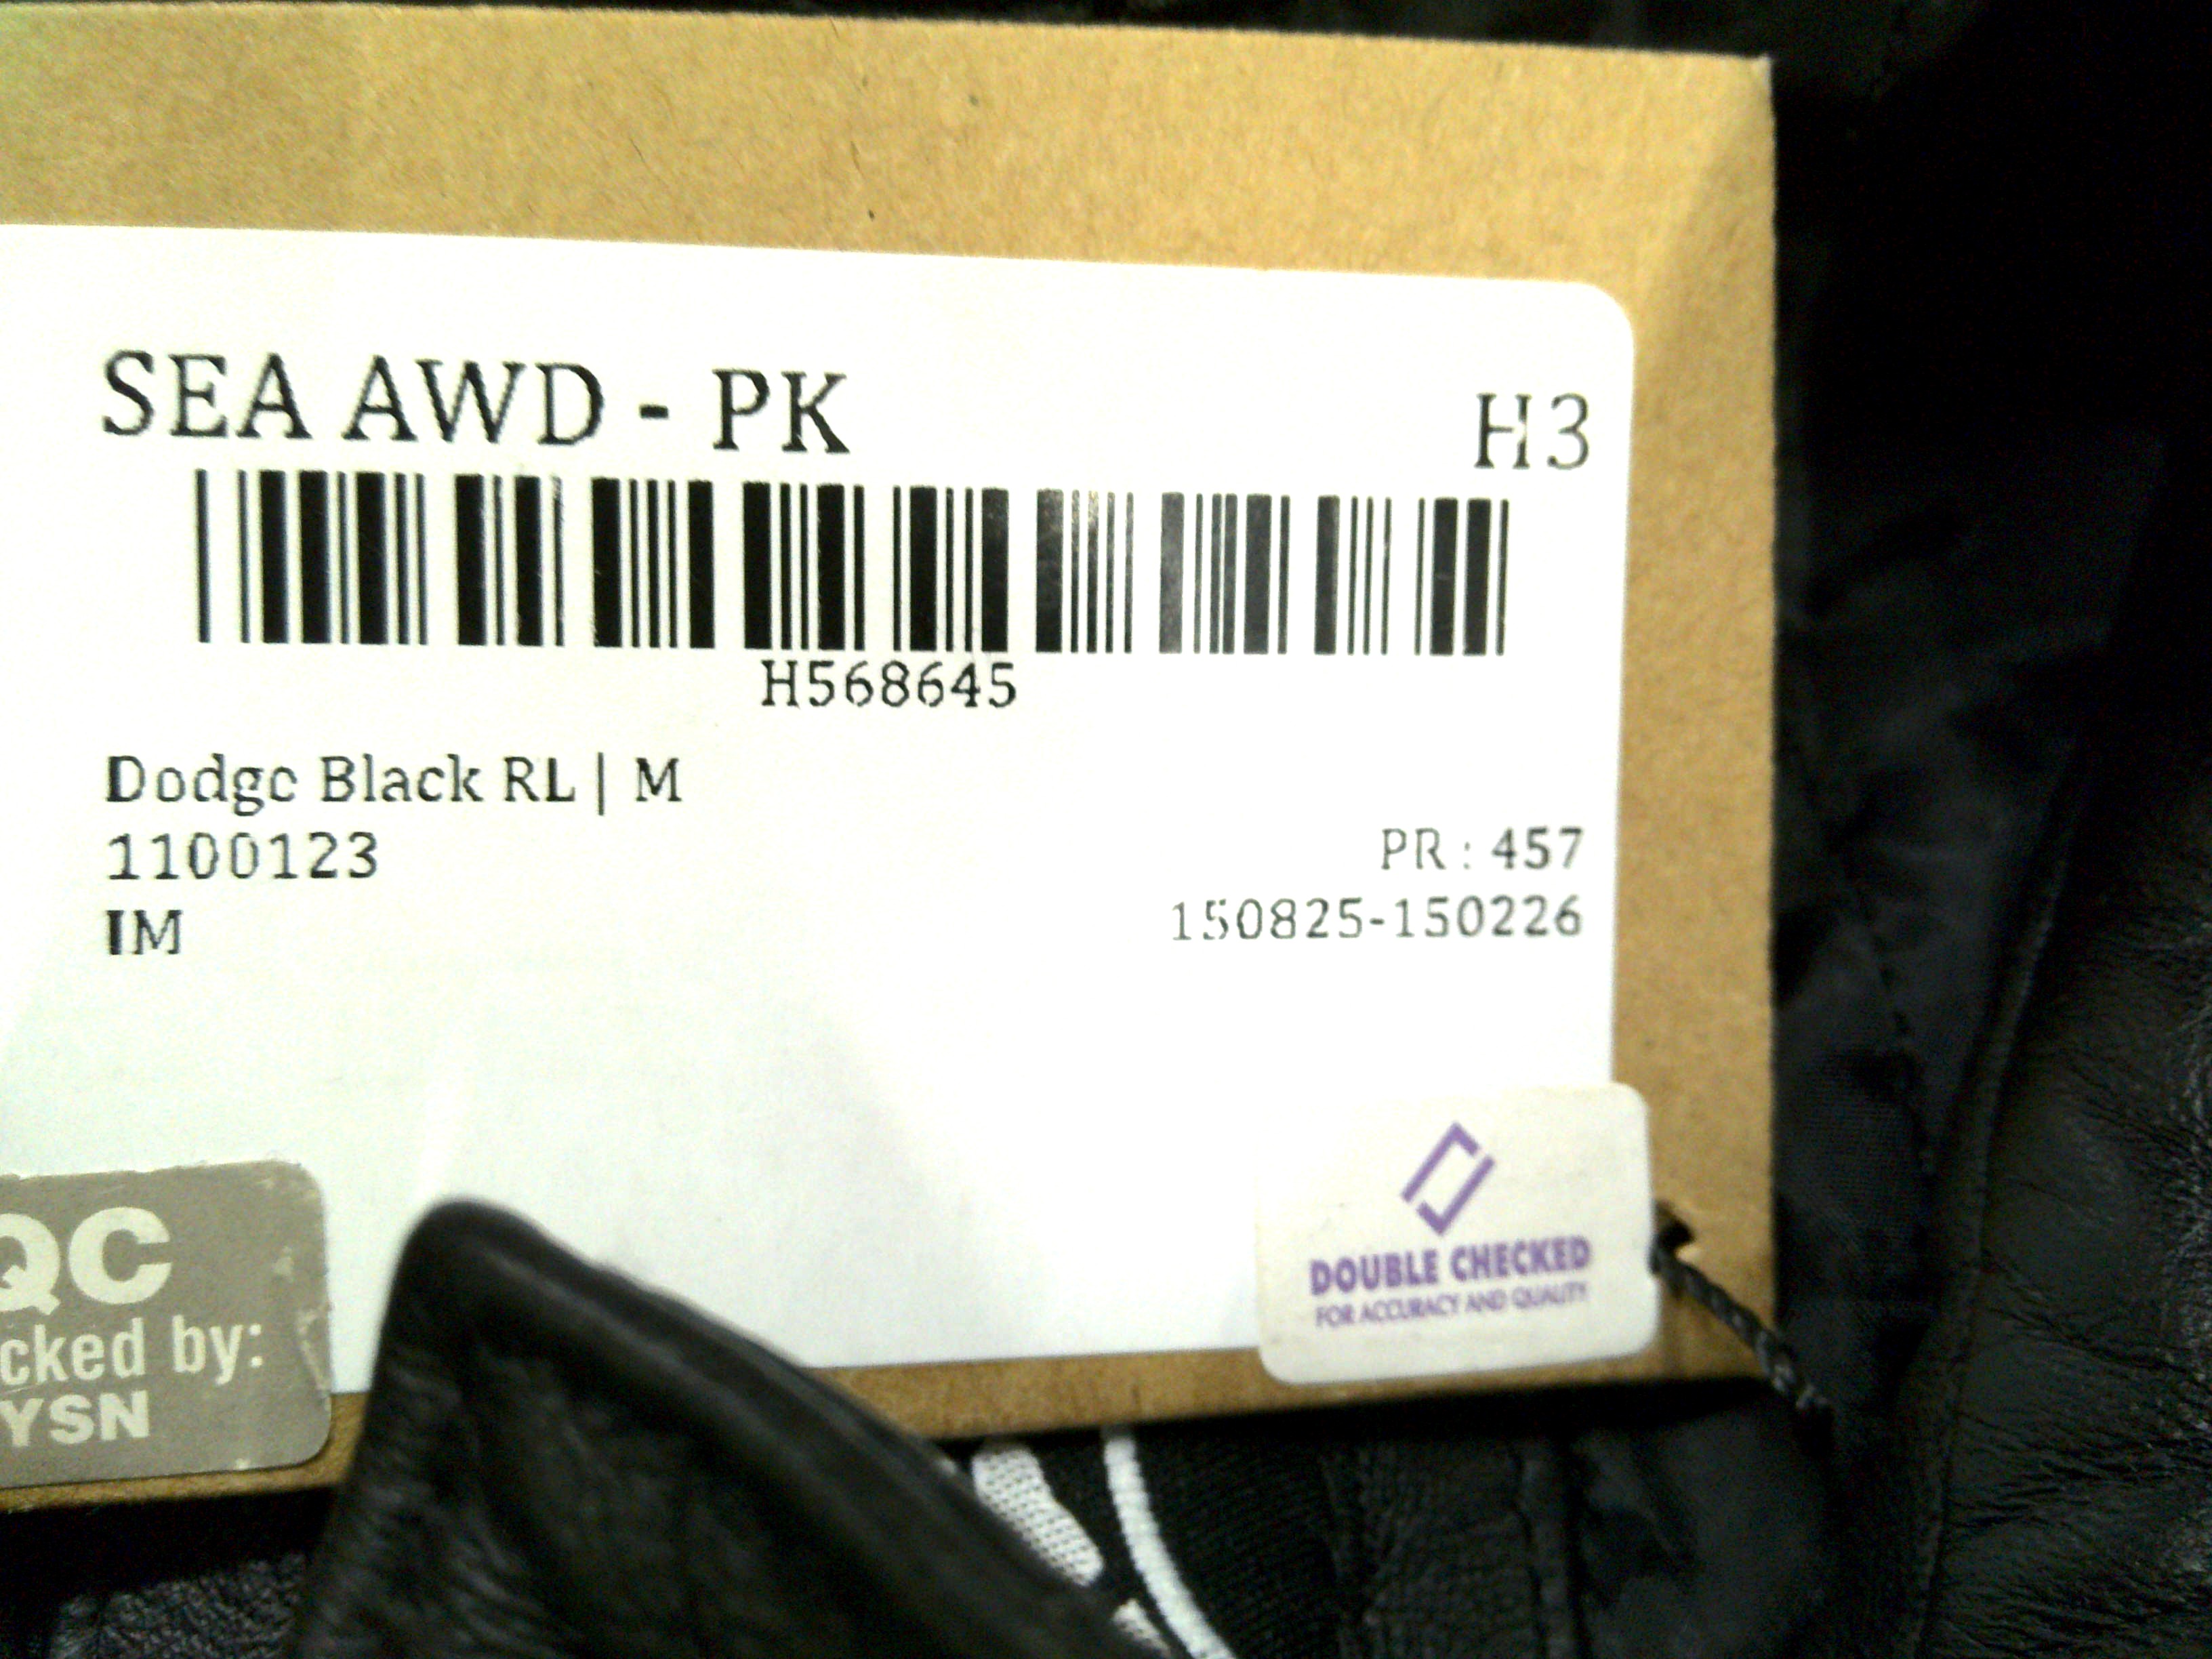 SEA AWD - PK
H3
H568645
Dodge Black RL | M
1100123
IM
PR : 457
150825-150226
DOUBLE CHECKED
FOR ACCURACY AND QUALITY
QC
cked by:
YSN